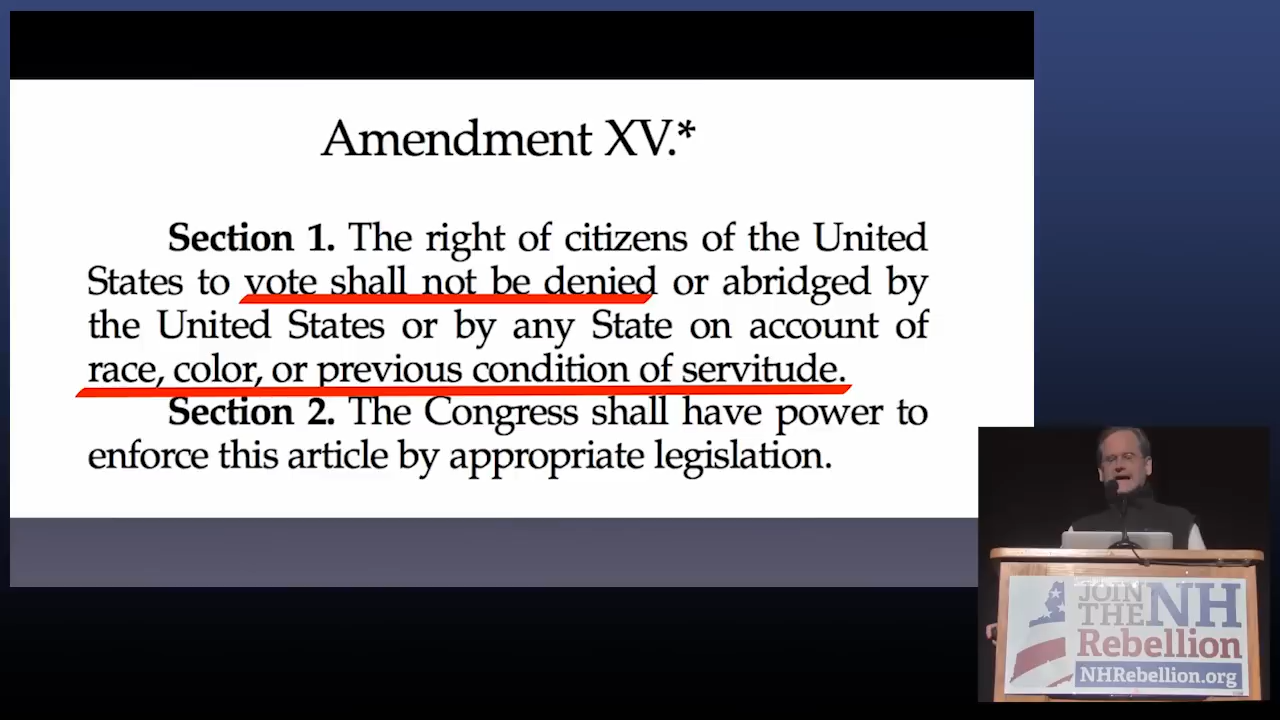 Amendment XV.*
Section 1. The right of citizens of the United
States to vote shall not be denied or abridged by
the United States or by any State on account of
race, color, or previous condition of servitude.
Section 2. The Congress shall have power to
enforce this article by appropriate legislation.
JOIN
THE NH
Rebellion
NHRebellion.org